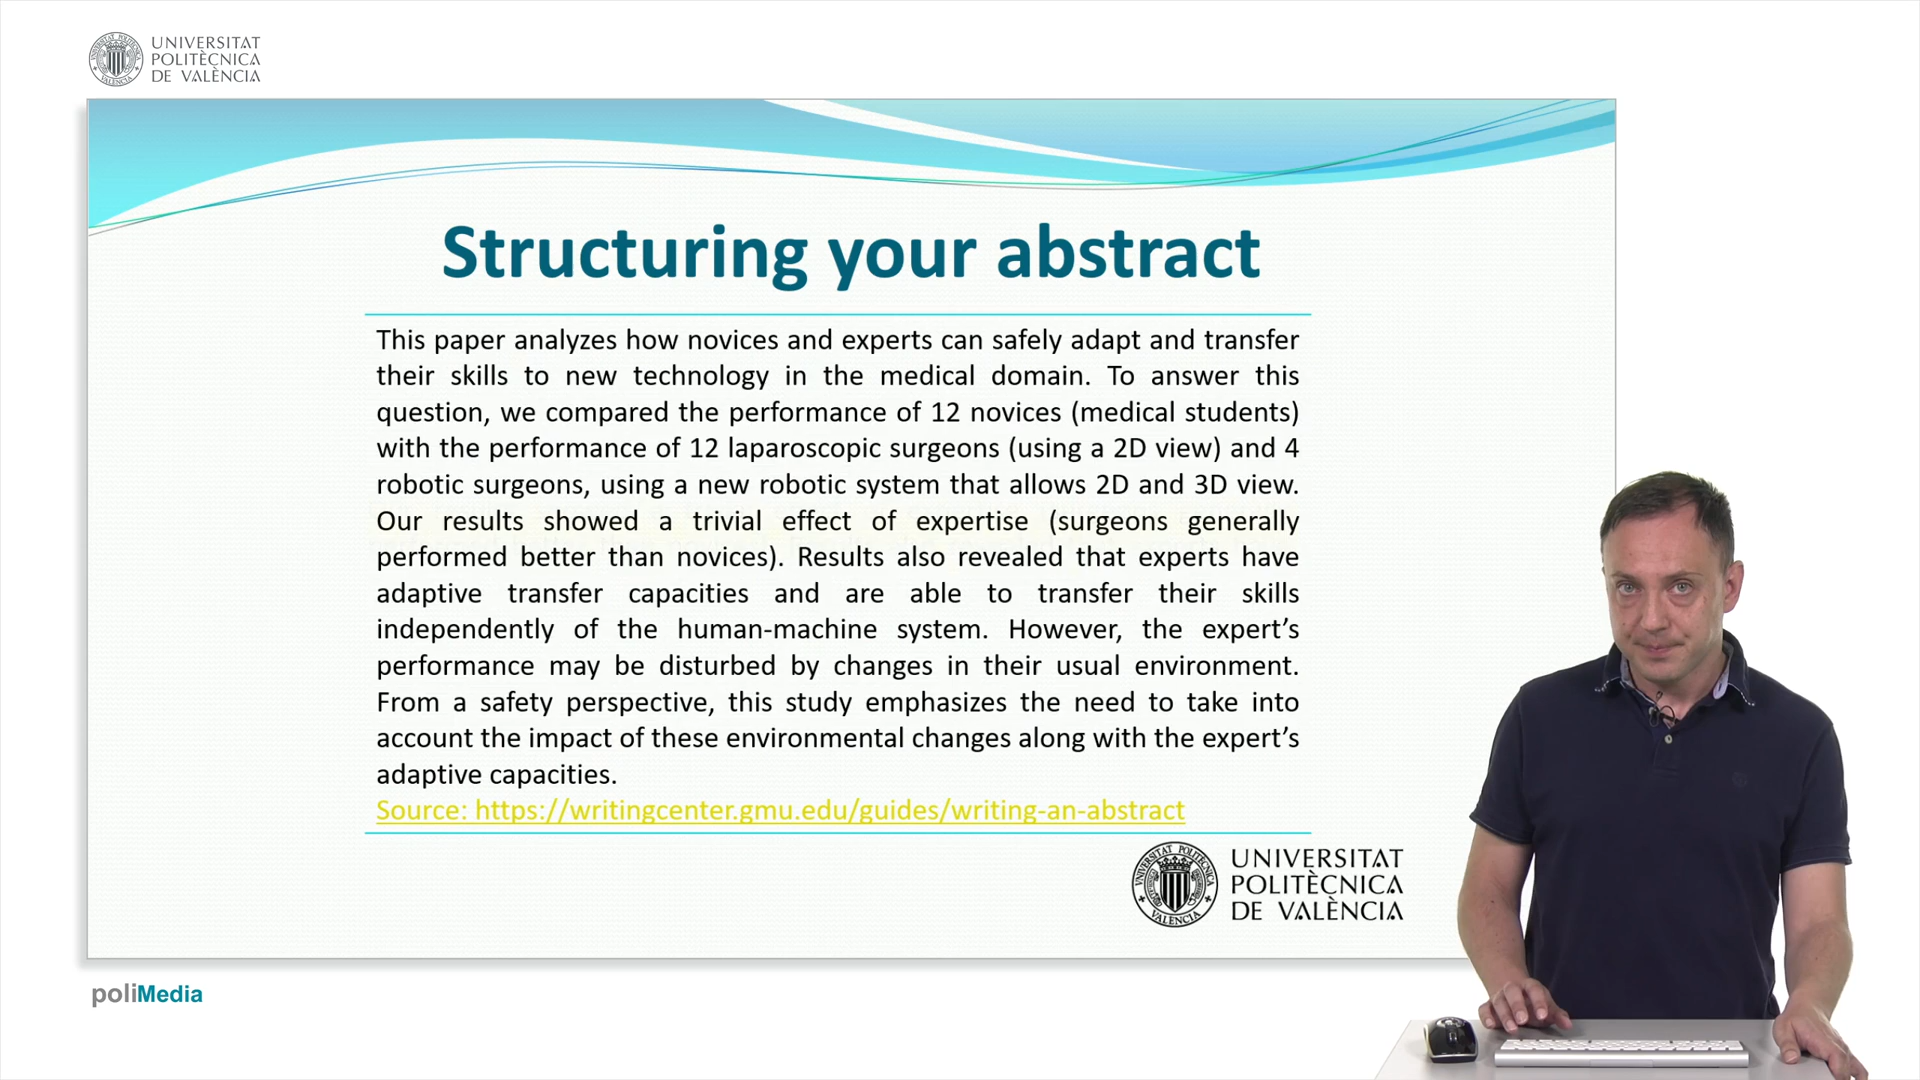 UNIVERSITAT
POLITÈCNICA
DE VALÈNCIA
Structuring your abstract
This paper analyzes how novices and experts can safely adapt and transfer
their skills to new technology in the medical domain. To answer this
question, we compared the performance of 12 novices (medical students)
with the performance of 12 laparoscopic surgeons (using a 2D view) and 4
robotic surgeons, using a new robotic system that allows 2D and 3D view.
Our results showed a trivial effect of expertise (surgeons generally
performed better than novices). Results also revealed that experts have
adaptive transfer capacities and are able to transfer their skills
independently of the human-machine system. However, the expert’s
performance may be disturbed by changes in their usual environment.
From a safety perspective, this study emphasizes the need to take into
account the impact of these environmental changes along with the expert’s
adaptive capacities.
Source: https://writingcenter.gmu.edu/guides/writing-an-abstract
UNIVERSITAT
POLITÈCNICA
DE VALÈNCIA
poliMedia